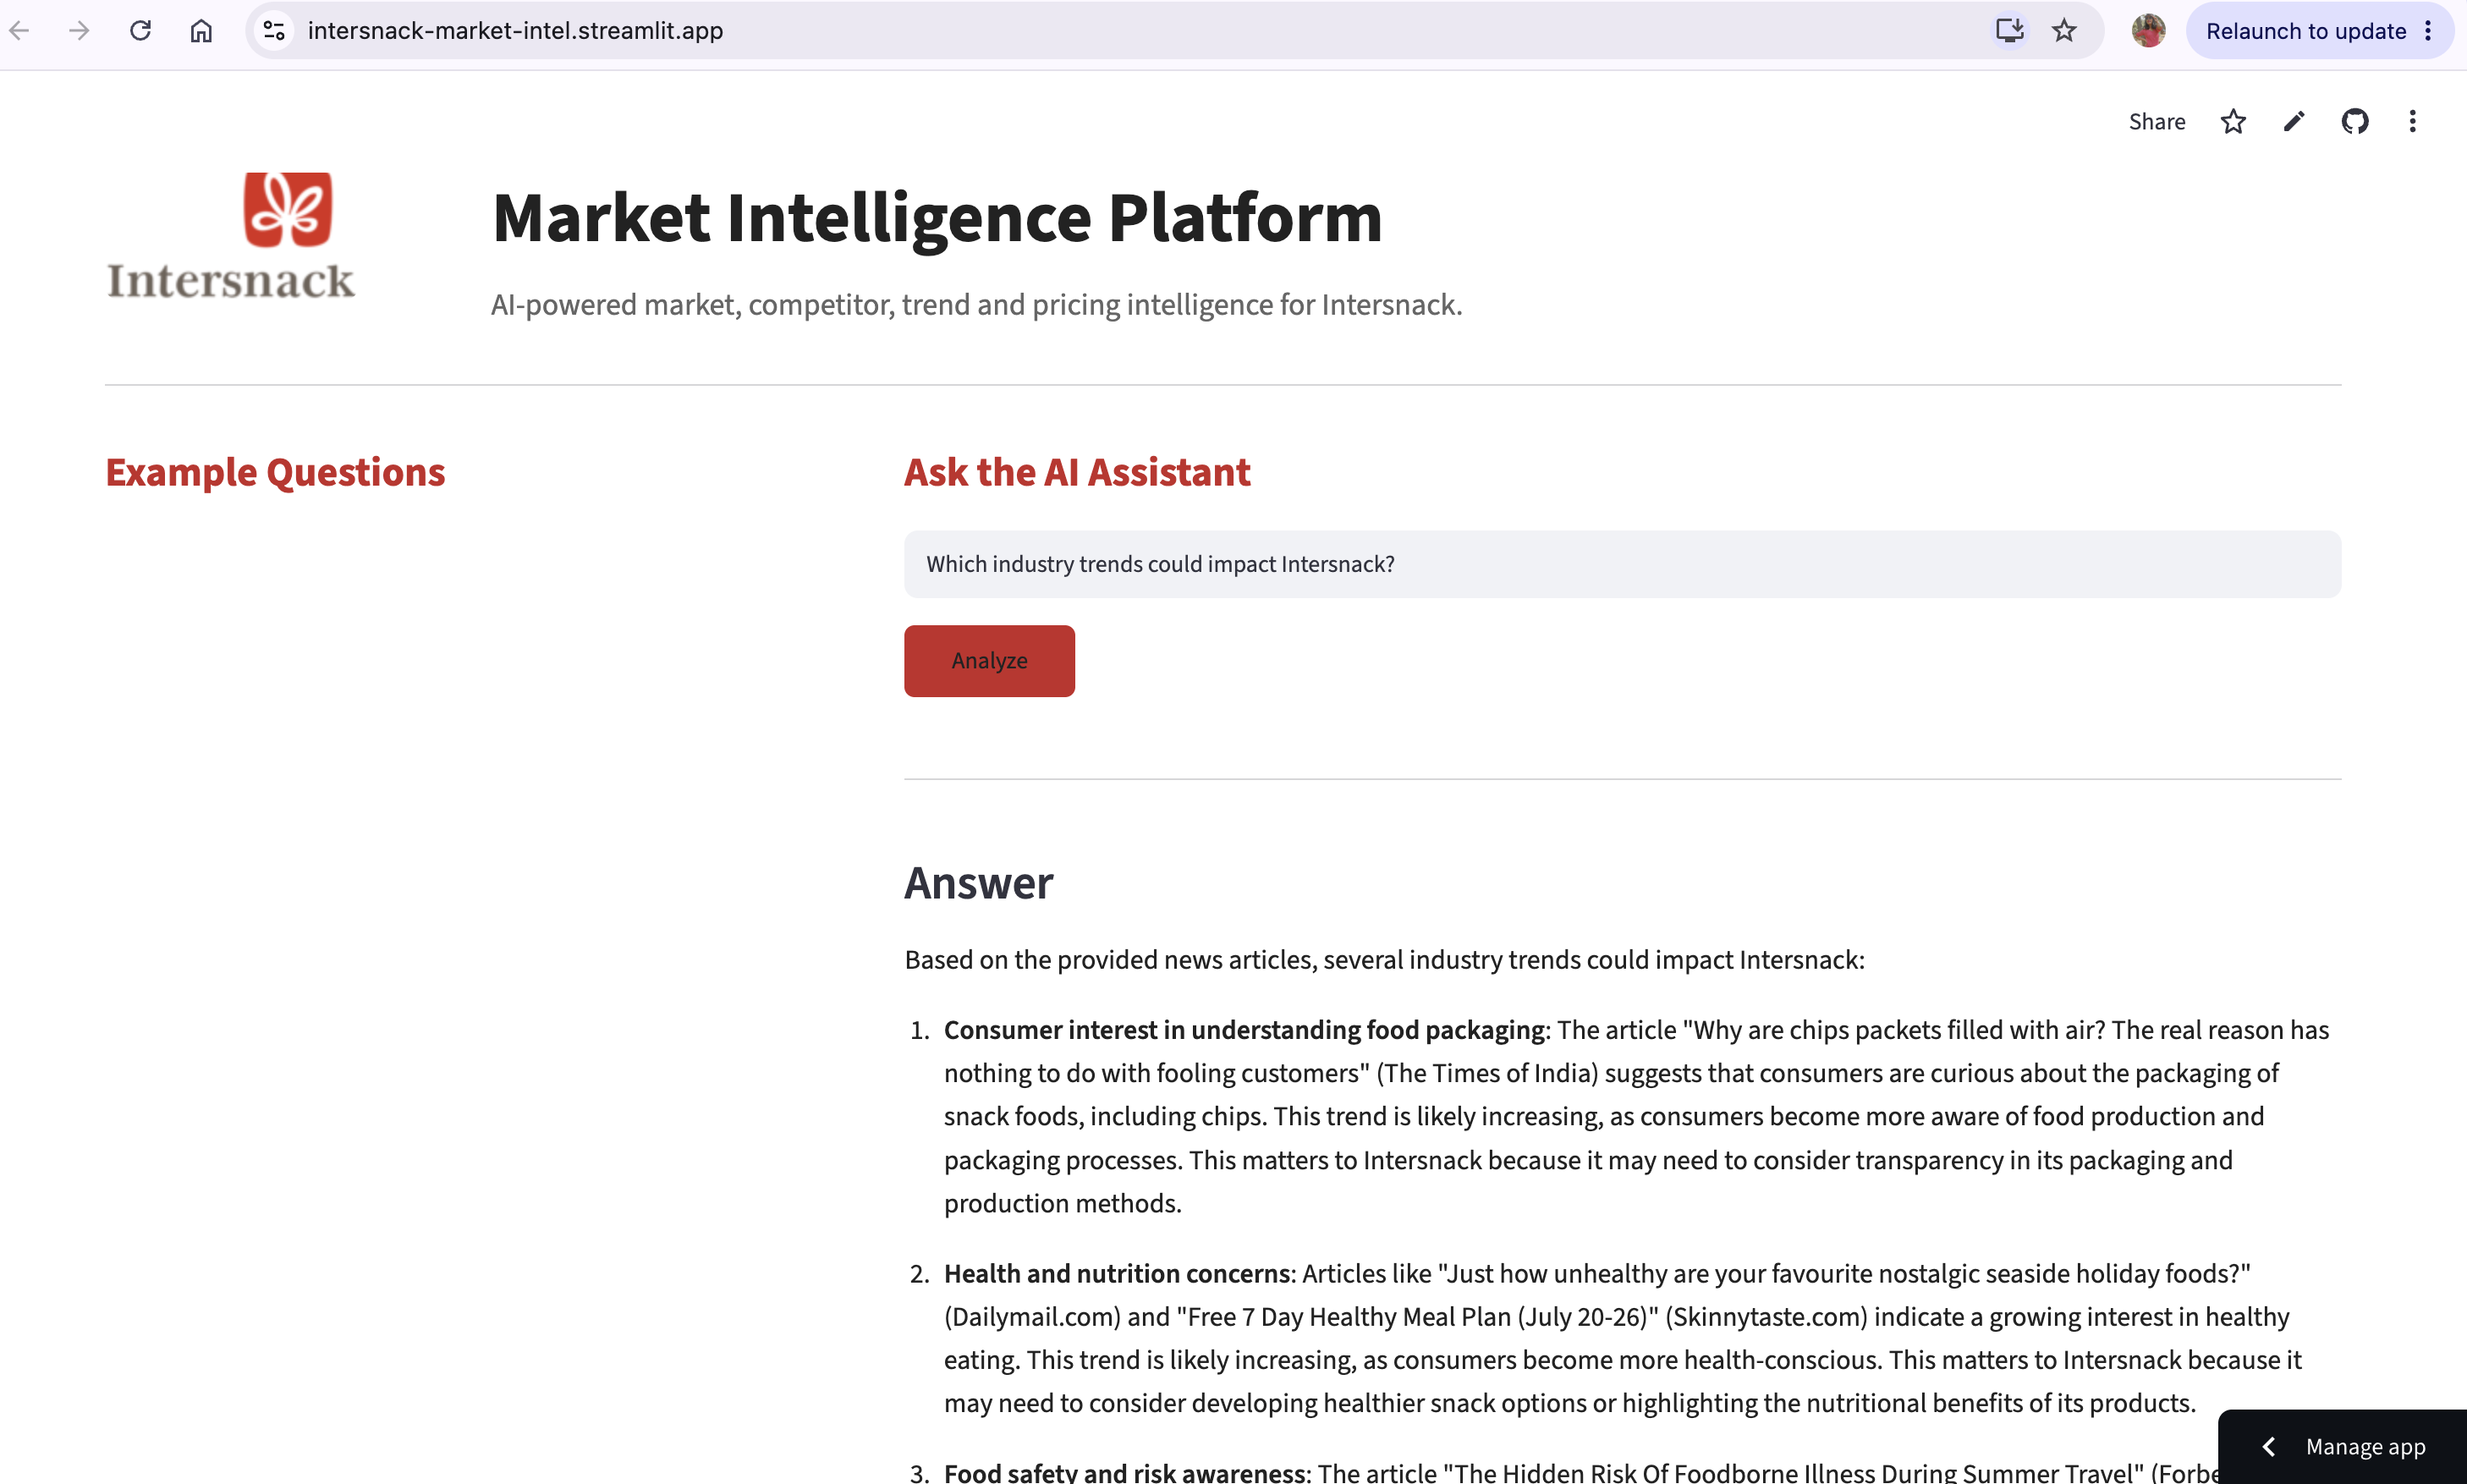 intersnack-market-intel.streamlit.app
Relaunch to update
Share
Intersnack
Market Intelligence Platform
AI-powered market, competitor, trend and pricing intelligence for Intersnack.
Example Questions
Ask the AI Assistant
Which industry trends could impact Intersnack?
Analyze
Answer
Based on the provided news articles, several industry trends could impact Intersnack:
1. Consumer interest in understanding food packaging: The article "Why are chips packets filled with air? The real reason has
nothing to do with fooling customers" (The Times of India) suggests that consumers are curious about the packaging of
snack foods, including chips. This trend is likely increasing, as consumers become more aware of food production and
packaging processes. This matters to Intersnack because it may need to consider transparency in its packaging and
production methods.
2. Health and nutrition concerns: Articles like "Just how unhealthy are your favourite nostalgic seaside holiday foods?"
(Dailymail.com) and "Free 7 Day Healthy Meal Plan (July 20-26)" (Skinnytaste.com) indicate a growing interest in healthy
eating. This trend is likely increasing, as consumers become more health-conscious. This matters to Intersnack because it
may need to consider developing healthier snack options or highlighting the nutritional benefits of its products.
3. Food safety and risk awareness: The article "The Hidden Risk Of Foodborne Illness During Summer Travel" (Forbe
Manage app